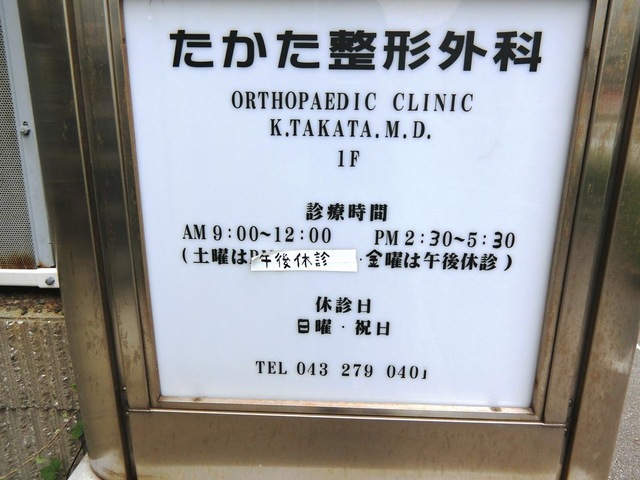 たかた整形外科
ORTHOPAEDIC CLINIC
K.TAKATA.M.D.
1F
診療時間
AM 9:00〜12:00 PM 2:30〜5:30
(土曜は午後休診・金曜は午後休診)
休診日
日曜・祝日
TEL 043 279 0401